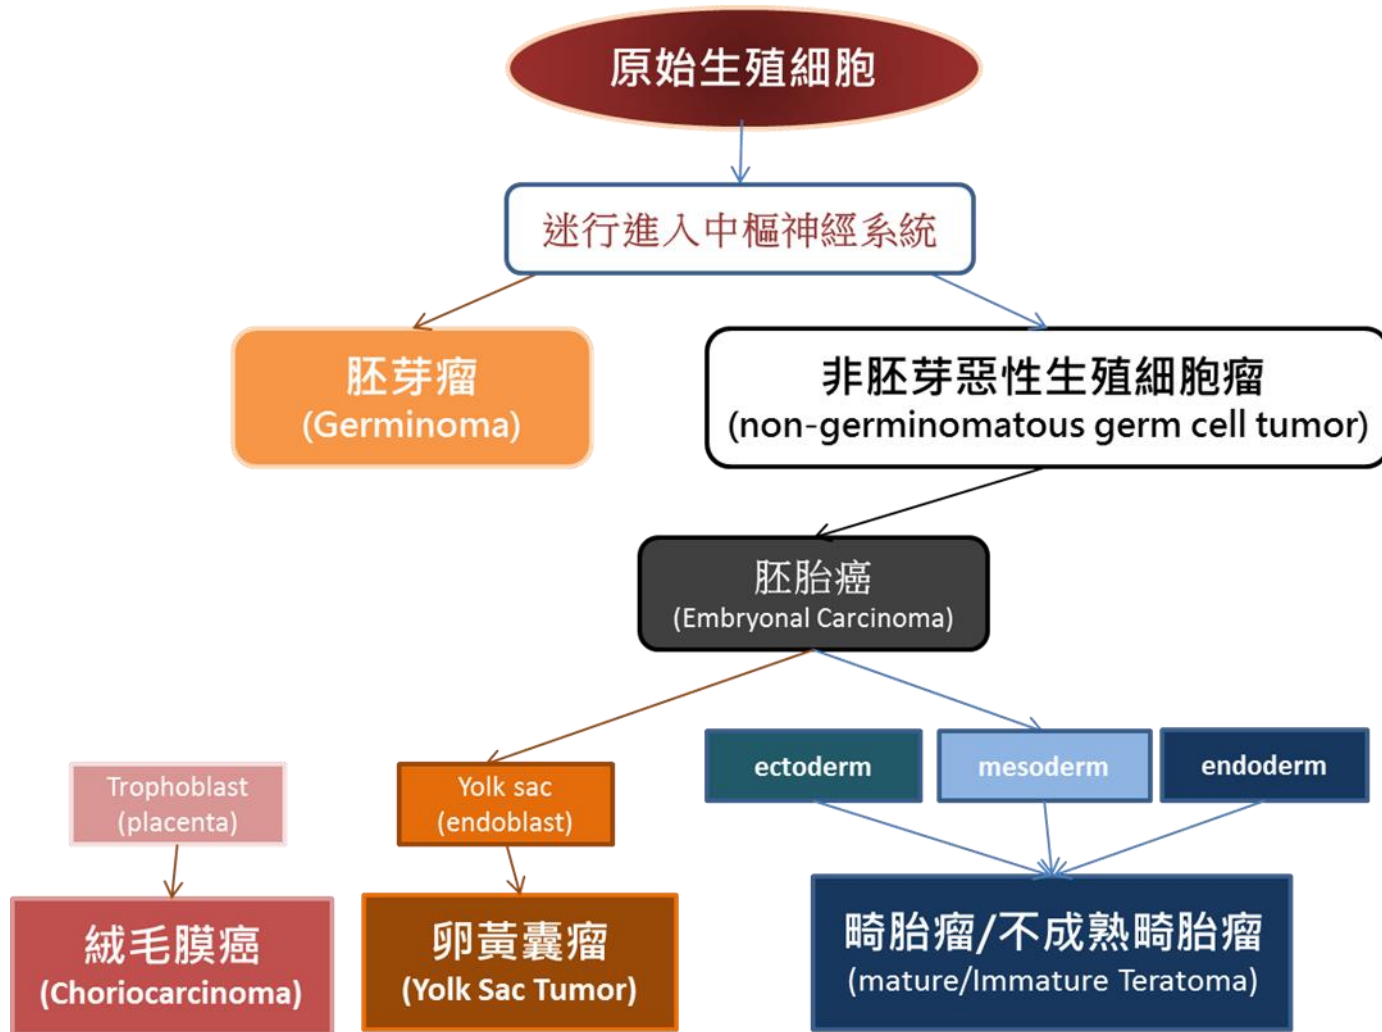 原始生殖細胞
迷行進入中樞神經系統
胚芽瘤
(Germinoma)
非胚芽惡性生殖細胞瘤
(non-germinomatous germ cell tumor)
胚胎癌
(Embryonal Carcinoma)
Trophoblast
(placenta)
Yolk sac
(endoblast)
ectoderm
mesoderm
endoderm
絨毛膜癌
(Choriocarcinoma)
卵黃囊瘤
(Yolk Sac Tumor)
畸胎瘤/不成熟畸胎瘤
(mature/Immature Teratoma)